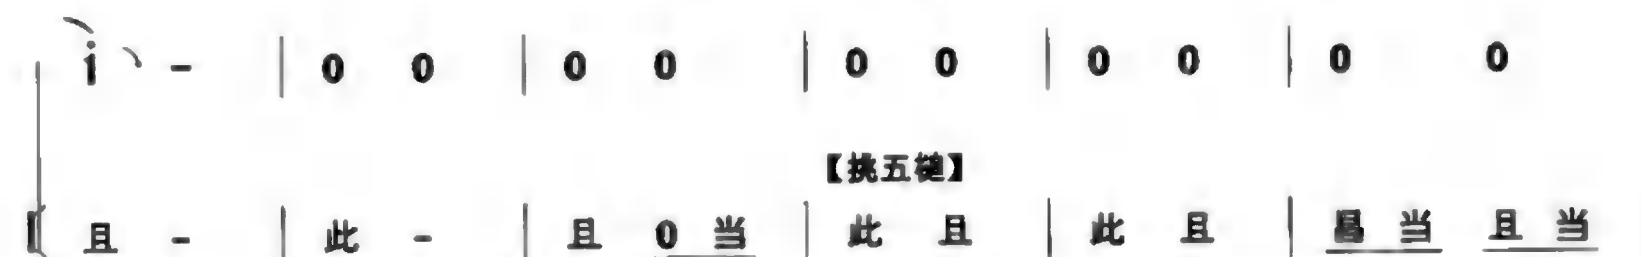 i - | 0 0 | 0 0 | 0 0 | 0 0 | 0 0
【挑五槌】
且 - | 此 - | 且 0 当 | 此 且 | 此 且 | 昌 当 且 当